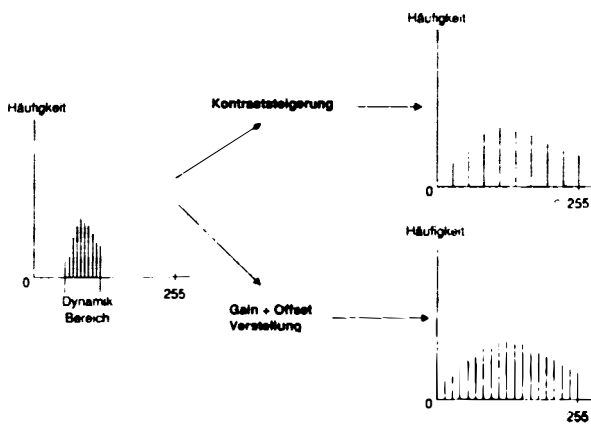 Häufigkeit
0
255
Dynamik
Bereich
Kontraststeigerung
Gain + Offset
Verstellung
Häufigkeit
0
255
Häufigkeit
0
255